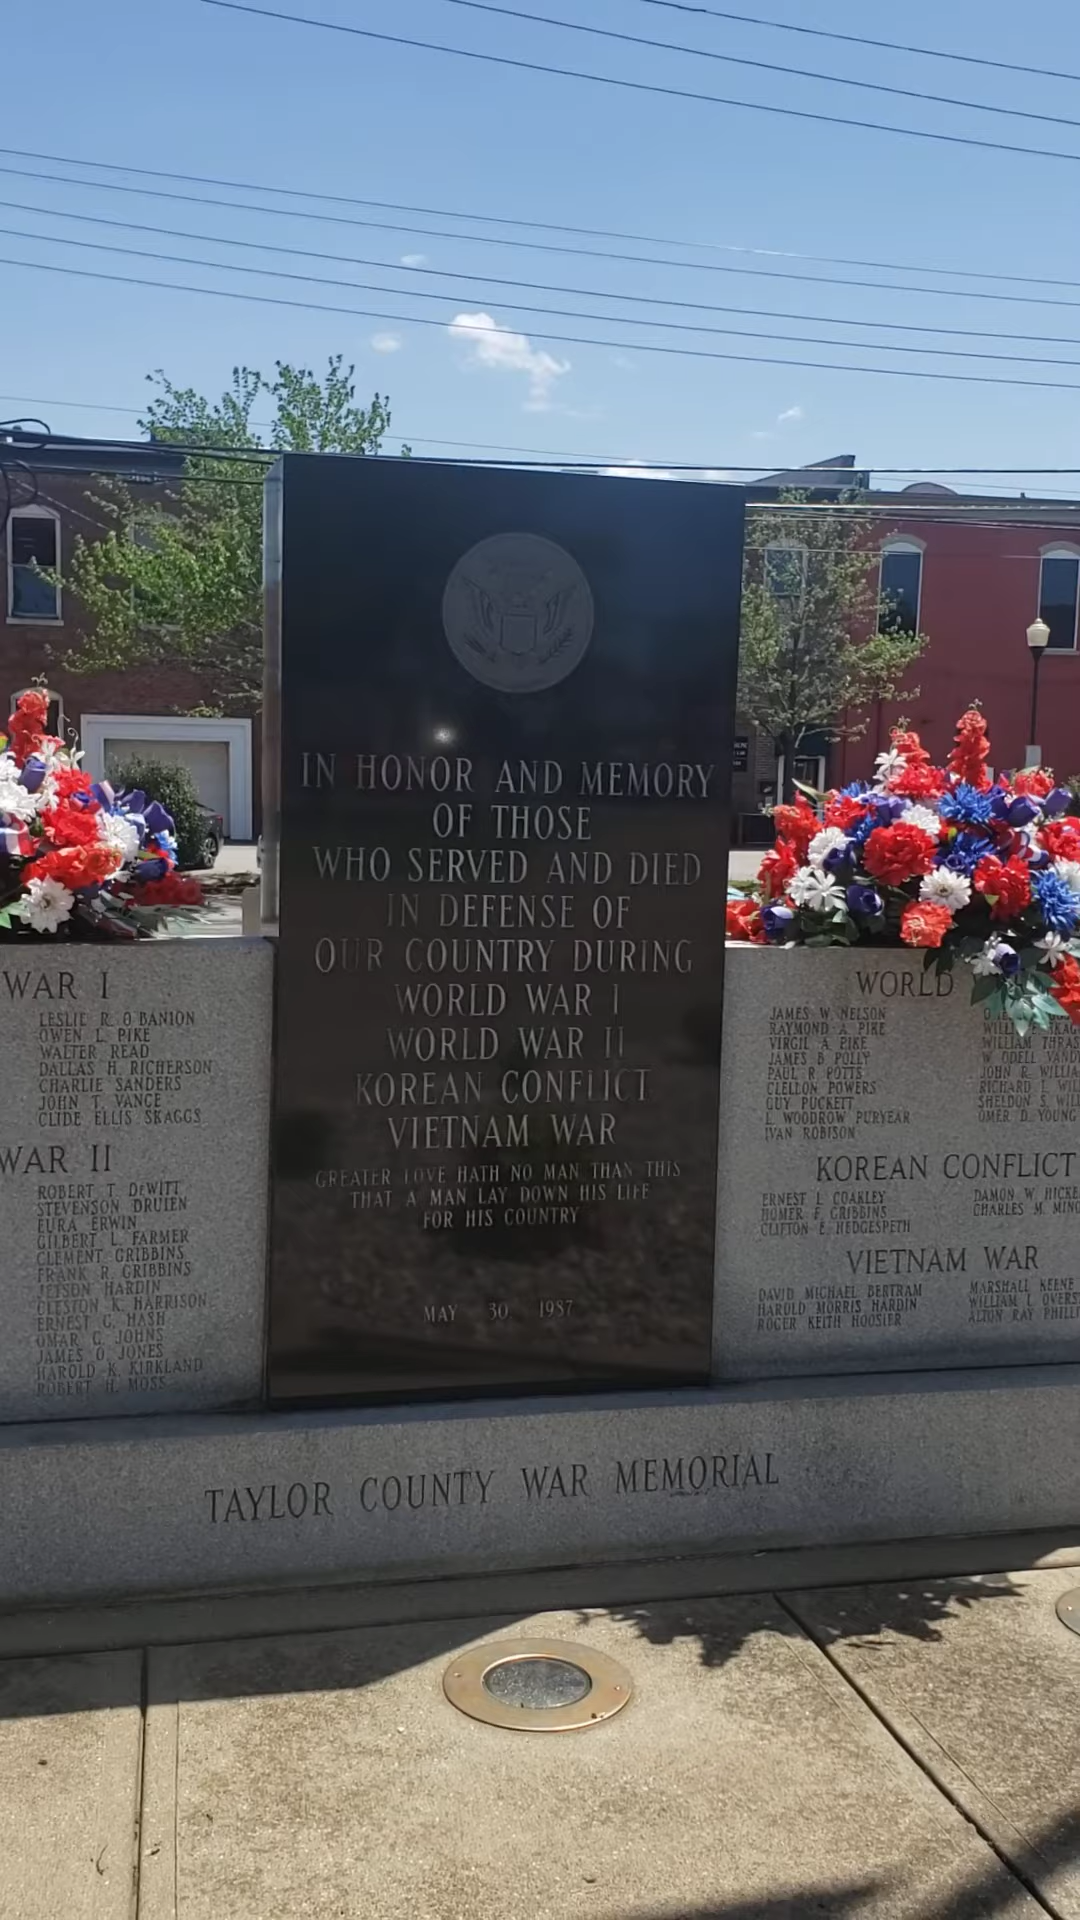 WAR I
LESLIE R. O BANION
OWEN L. PIKE
WALTER READ
DALLAS H. RICHERSON
CHARLIE SANDERS
JOHN T. VANCE
CLIDE ELLIS SKAGGS
WAR II
ROBERT T. DeWITT
STEVENSON DRUIEN
EURA ERWIN
GILBERT L. FARMER
CLEMENT GRIBBINS
FRANK R. GRIBBINS
JETSON HARDIN
CLESTON K. HARRISON
ERNEST G. HASH
OMAR C. JOHNS
JAMES O. JONES
HAROLD K. KIRKLAND
ROBERT H. MOSS
IN HONOR AND MEMORY
OF THOSE
WHO SERVED AND DIED
IN DEFENSE OF
OUR COUNTRY DURING
WORLD WAR I
WORLD WAR II
KOREAN CONFLICT
VIETNAM WAR
GREATER LOVE HATH NO MAN THAN THIS
THAT A MAN LAY DOWN HIS LIFE
FOR HIS COUNTRY
MAY 30 1987
WORLD
JAMES W. NELSON
RAYMOND A. PIKE
VIRGIL A. PIKE
JAMES B. POLLY
PAUL R. POTTS
CLELLON POWERS
GUY PUCKETT
L. WOODROW PURYEAR
IVAN ROBISON
WILLIAM THRAS
W. ODELL VAND
JOHN R. WILLIA
RICHARD L. WIL
SHELDON S. WIL
OMER D. YOUNG
KOREAN CONFLICT
ERNEST L. COAKLEY
HOMER F. GRIBBINS
CLIFTON E. HEDGESPETH
DAMON W. HICKE
CHARLES M. MING
VIETNAM WAR
DAVID MICHAEL BERTRAM
HAROLD MORRIS HARDIN
ROGER KEITH HOOSIER
MARSHALL KEENE
WILLIAM L. OVERS
ALTON RAY PHILLI
TAYLOR COUNTY WAR MEMORIAL